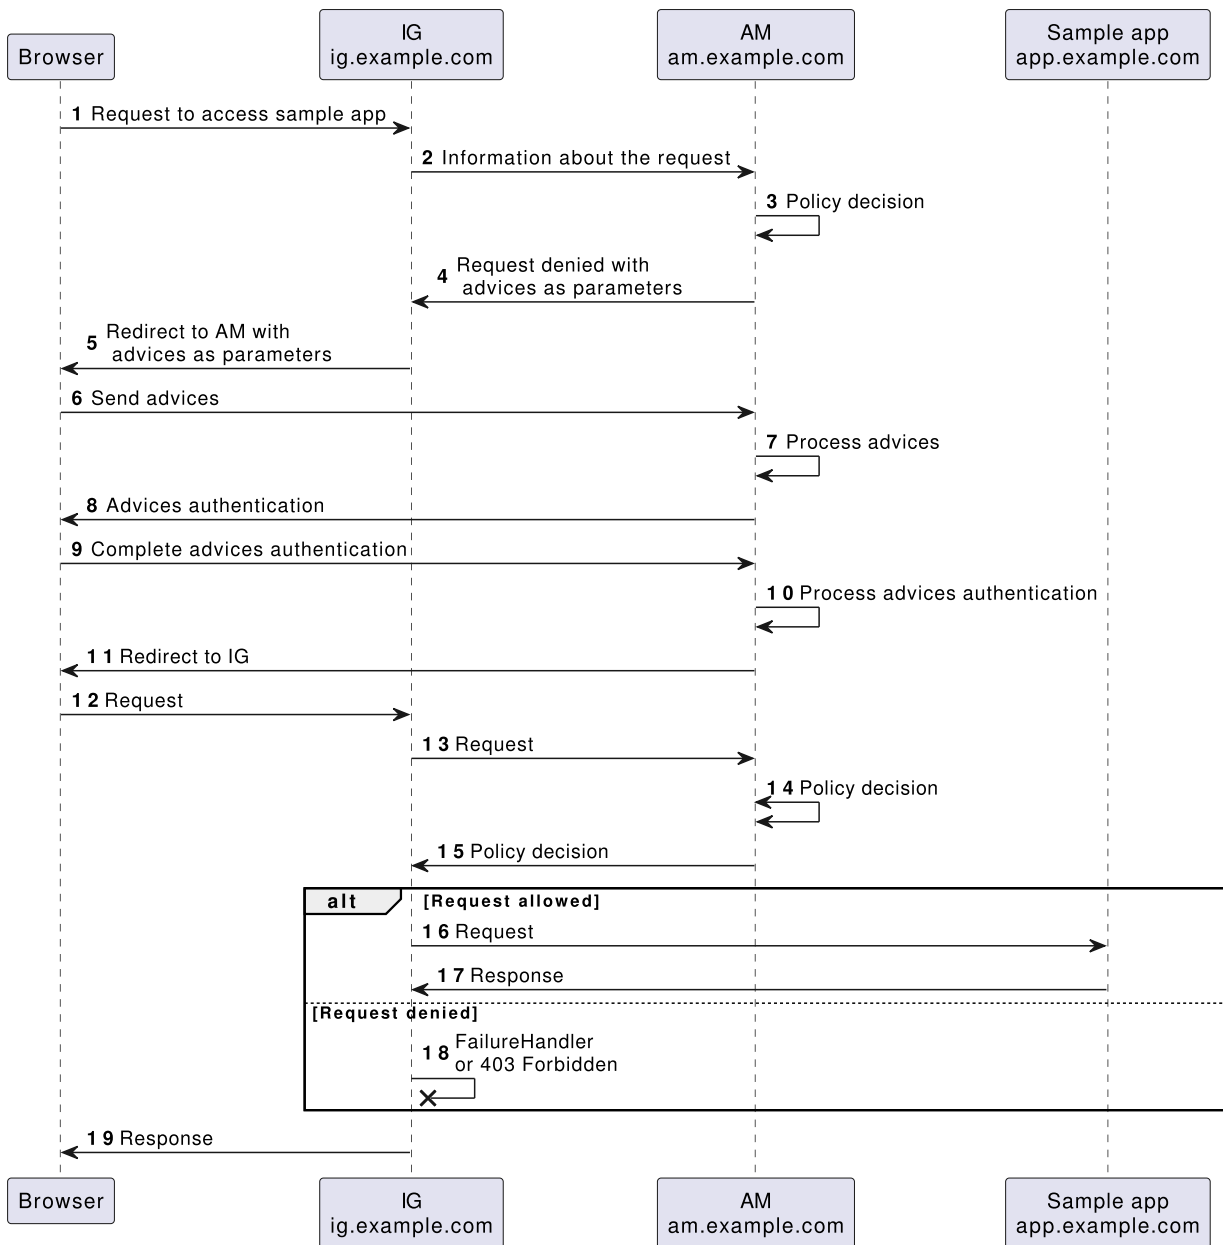 Browser
IG
ig.example.com
AM
am.example.com
Sample app
app.example.com
1 Request to access sample app
2 Information about the request
3 Policy decision
4 Request denied with
advices as parameters
5 Redirect to AM with
advices as parameters
6 Send advices
7 Process advices
8 Advices authentication
9 Complete advices authentication
10 Process advices authentication
11 Redirect to IG
12 Request
13 Request
14 Policy decision
15 Policy decision
alt [Request allowed]
16 Request
17 Response
[Request denied]
18 FailureHandler
or 403 Forbidden
19 Response
Browser
IG
ig.example.com
AM
am.example.com
Sample app
app.example.com